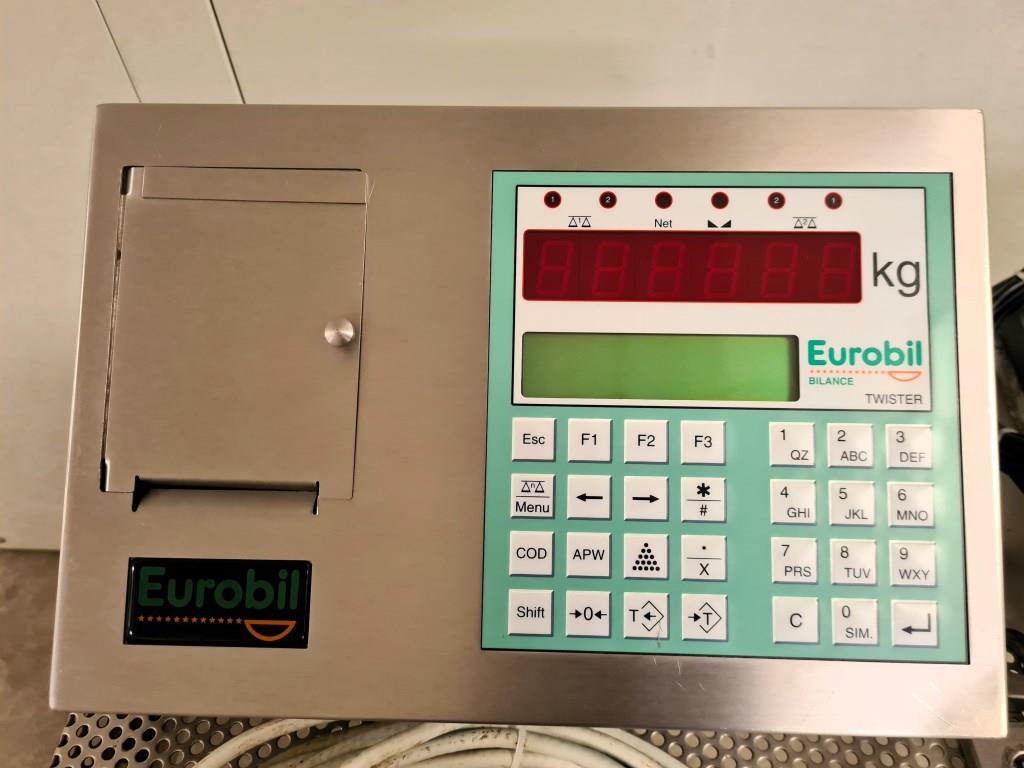 1 2 2 1
1 Net 2
kg
Eurobil
BILANCE
TWISTER
Esc F1 F2 F3 1 QZ 2 ABC 3 DEF
n
Menu ← → * # 4 GHI 5 JKL 6 MNO
COD APW . X 7 PRS 8 TUV 9 WXY
Shift →0← T← →T C 0 SIM.
Eurobil